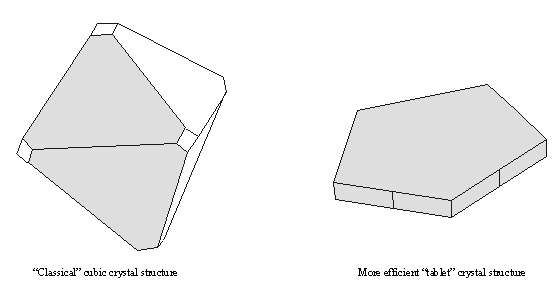 “Classical” cubic crystal structure
More efficient “tablet” crystal structure